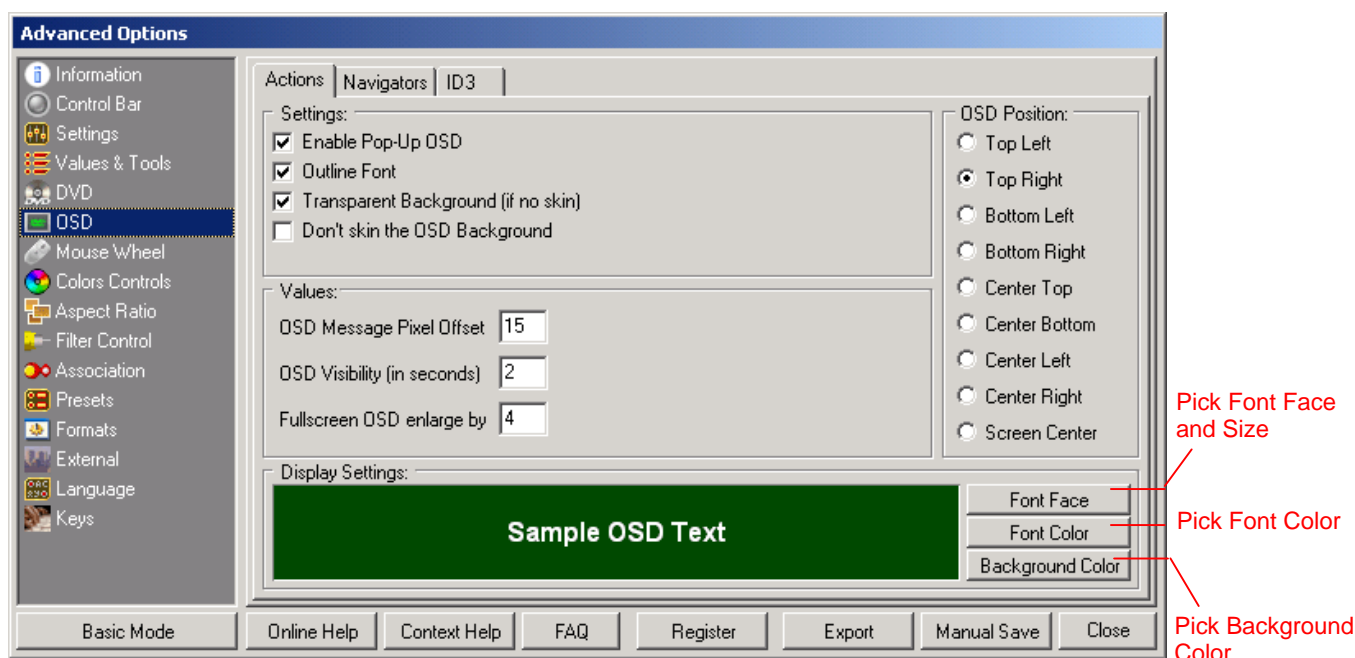 Advanced Options
Information
Control Bar
Settings
Values & Tools
DVD
OSD
Mouse Wheel
Colors Controls
Aspect Ratio
Filter Control
Association
Presets
Formats
External
Language
Keys
Actions
Navigators
ID3
Settings:
Enable Pop-Up OSD
Outline Font
Transparent Background (if no skin)
Don't skin the OSD Background
Values:
OSD Message Pixel Offset 15
OSD Visibility (in seconds) 2
Fullscreen OSD enlarge by 4
OSD Position:
Top Left
Top Right
Bottom Left
Bottom Right
Center Top
Center Bottom
Center Left
Center Right
Screen Center
Display Settings:
Sample OSD Text
Font Face
Font Color
Background Color
Pick Font Face
and Size
Pick Font Color
Pick Background
Color
Basic Mode
Online Help
Context Help
FAQ
Register
Export
Manual Save
Close